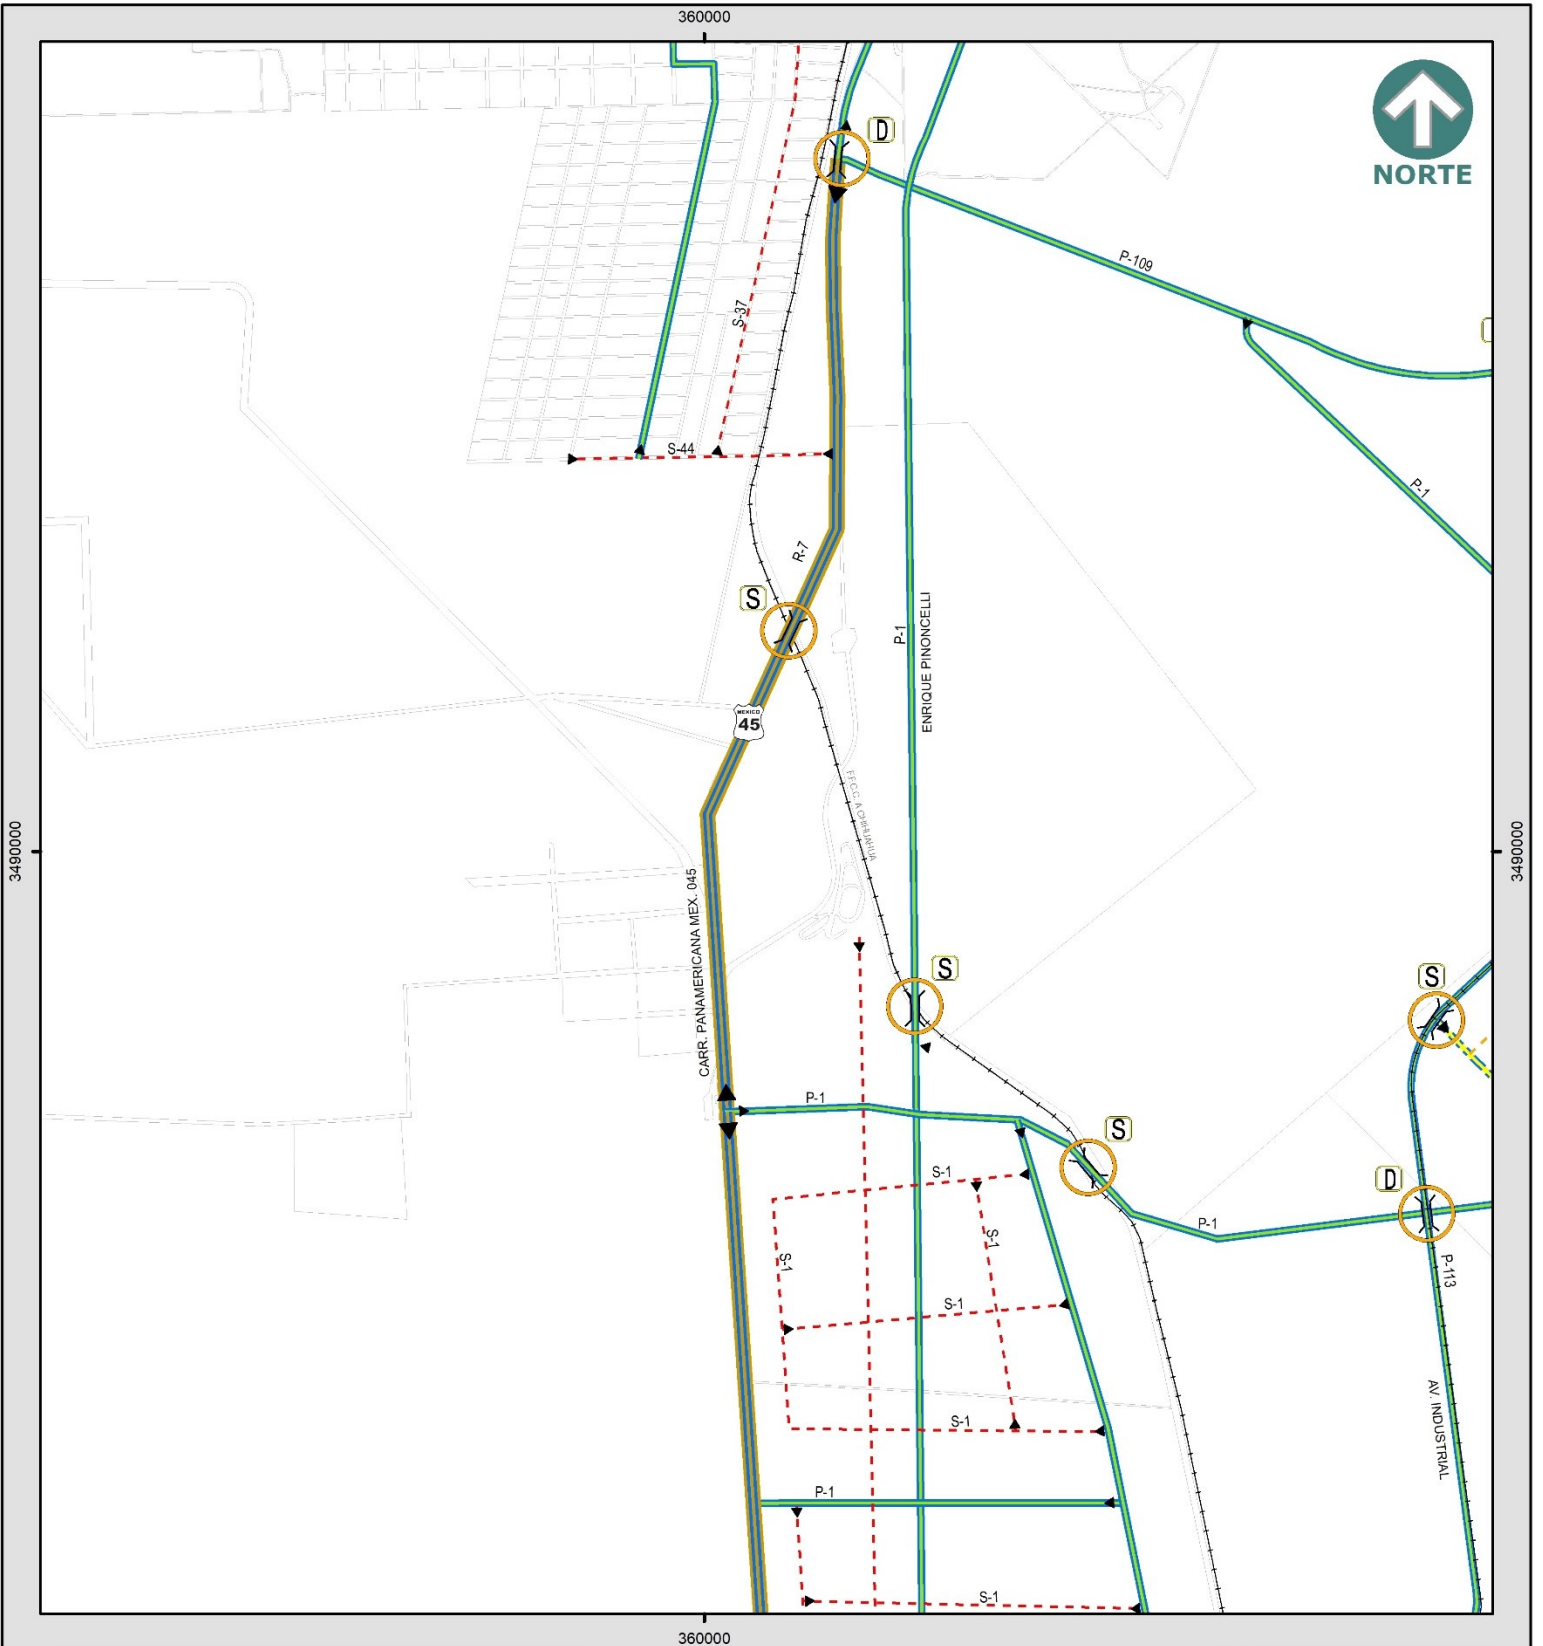 360000
D
NORTE
P-109
S-37
S-44
P-1
R-7
S
P-1
ENRIQUE PINONCELLI
MEXICO
45
F.F.C.C. A CHIHUAHUA
3490000
3490000
CARR. PANAMERICANA MEX. 045
S
S
P-1
S
S-1
D
P-1
S-1
S-1
P-113
S-1
AV. INDUSTRIAL
S-1
P-1
S-1
360000